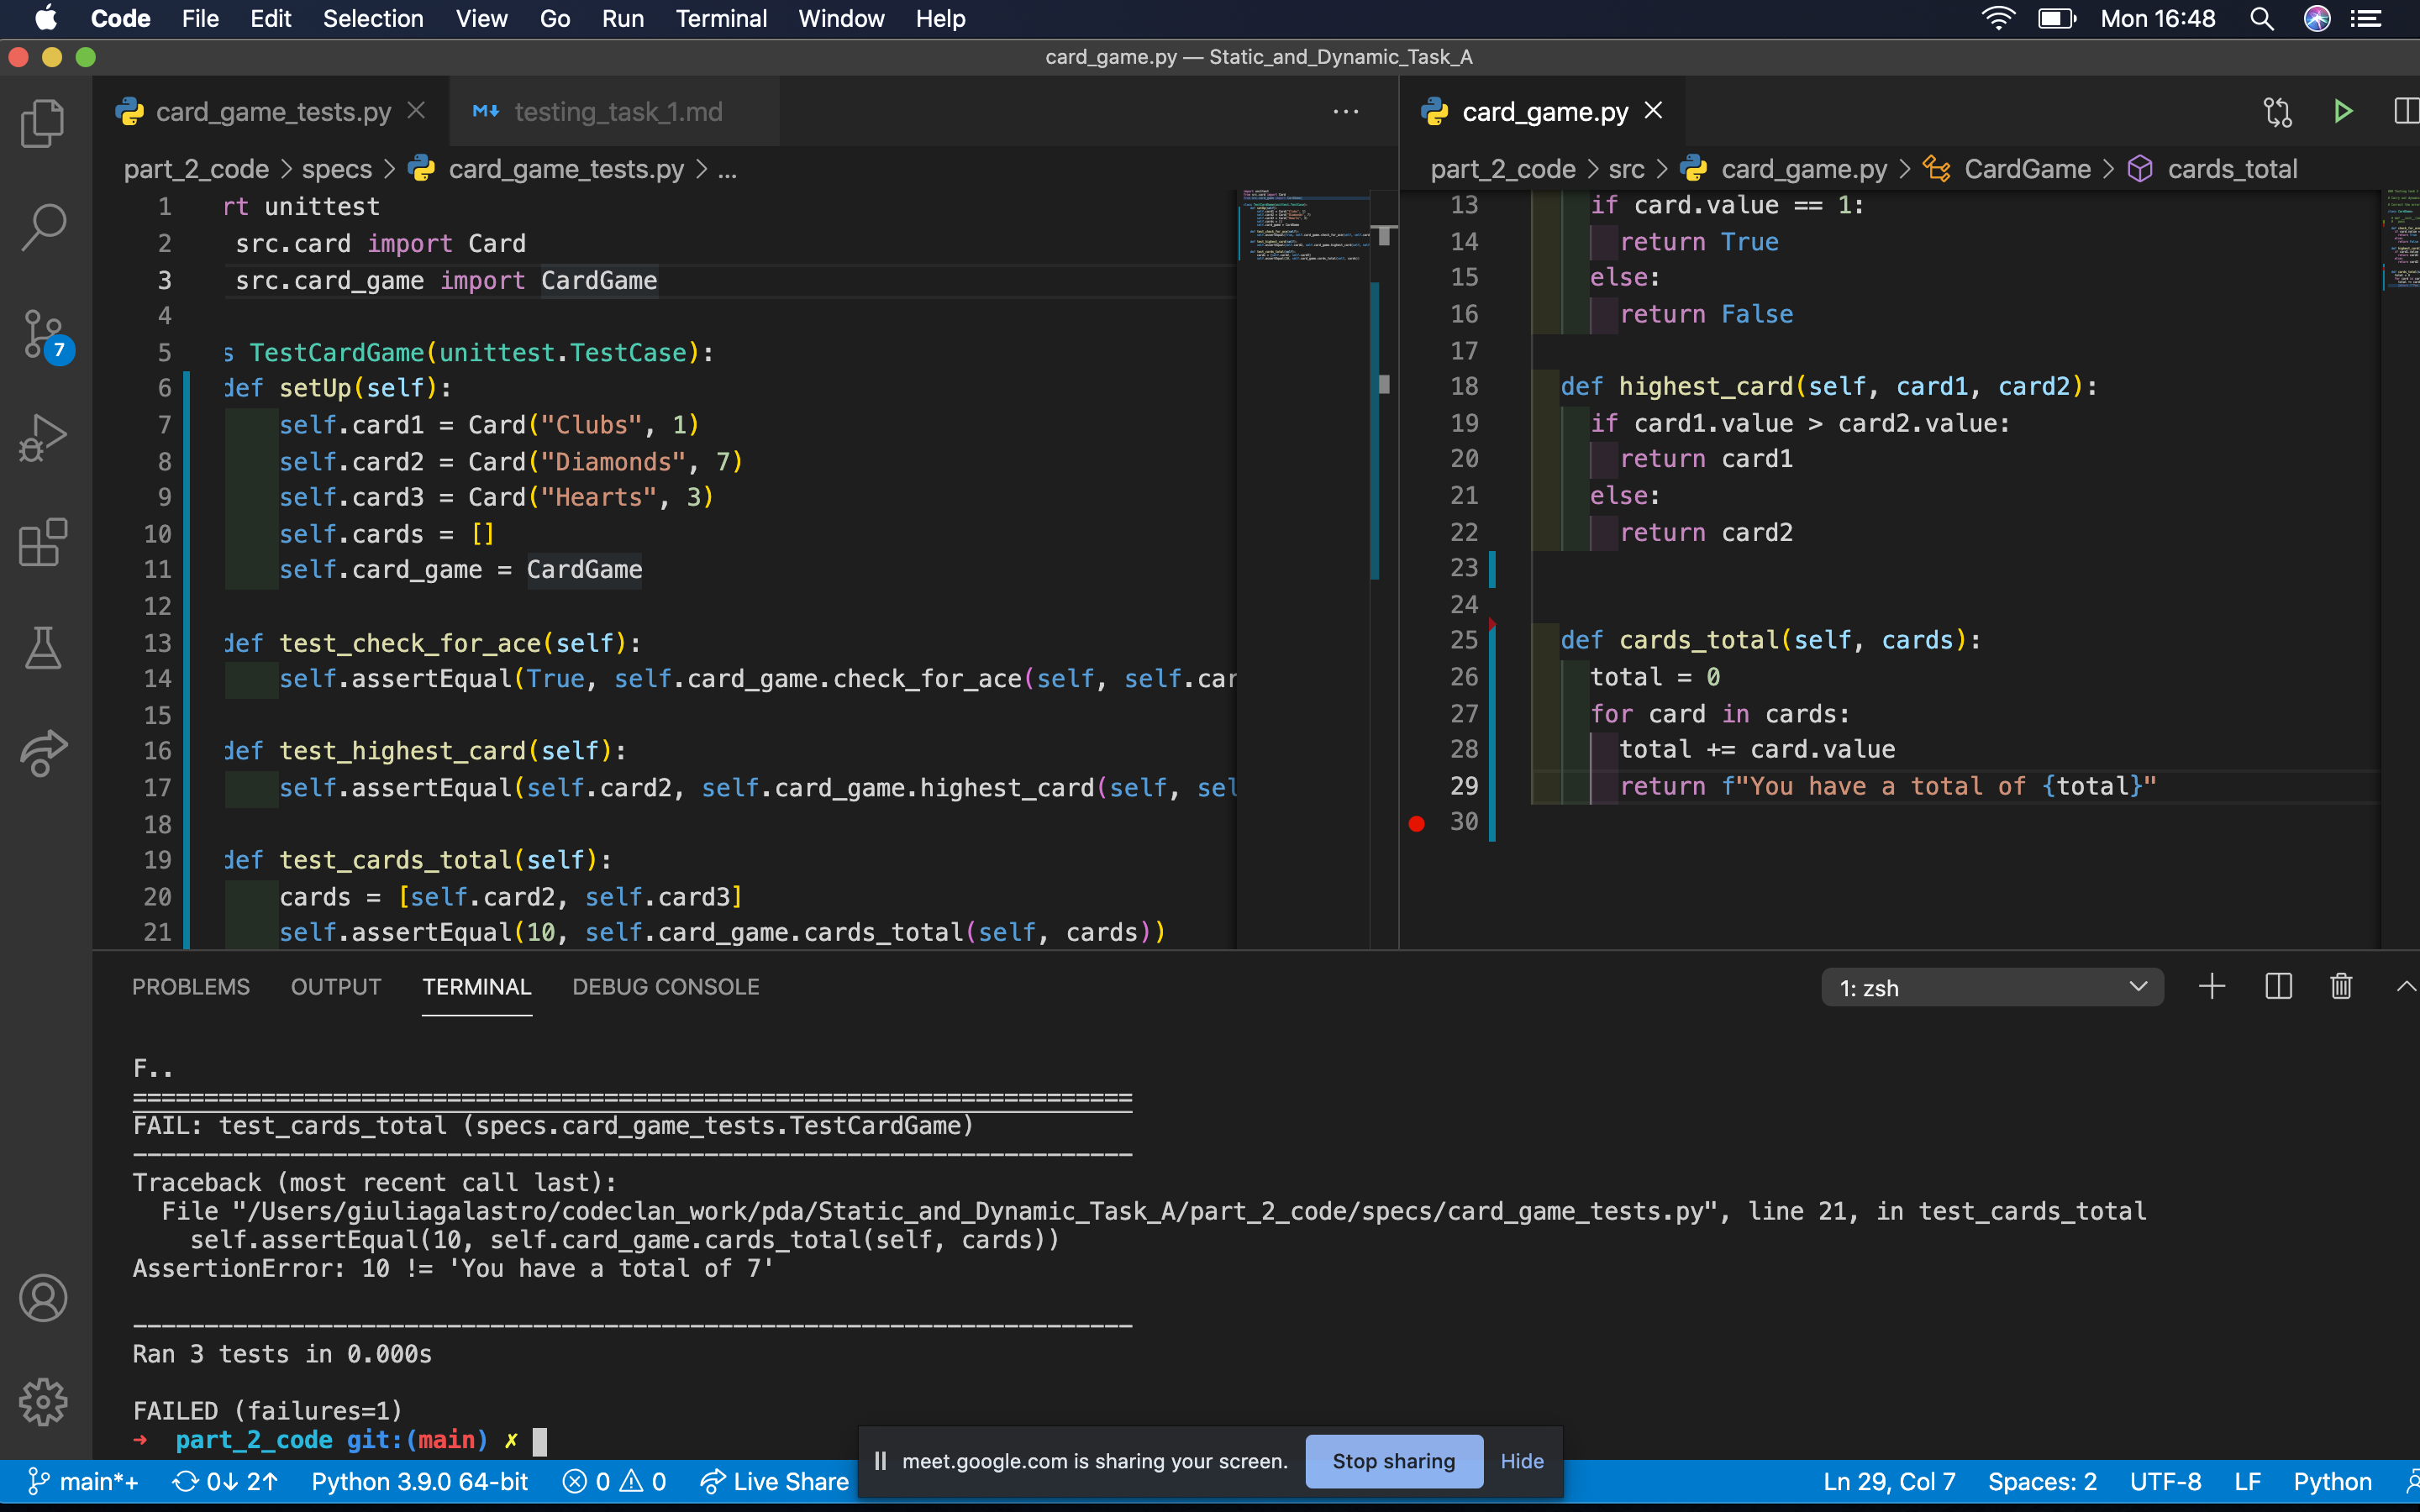 Code File Edit Selection View Go Run Terminal Window Help Mon 16:48
card_game.py — Static_and_Dynamic_Task_A
card_game_tests.py testing_task_1.md ···
part_2_code > specs > card_game_tests.py > ...
1 rt unittest
2 src.card import Card
3 src.card_game import CardGame
4
5 s TestCardGame(unittest.TestCase):
6 def setUp(self):
7 self.card1 = Card("Clubs", 1)
8 self.card2 = Card("Diamonds", 7)
9 self.card3 = Card("Hearts", 3)
10 self.cards = []
11 self.card_game = CardGame
12
13 def test_check_for_ace(self):
14 self.assertEqual(True, self.card_game.check_for_ace(self, self.car
15
16 def test_highest_card(self):
17 self.assertEqual(self.card2, self.card_game.highest_card(self, sel
18
19 def test_cards_total(self):
20 cards = [self.card2, self.card3]
21 self.assertEqual(10, self.card_game.cards_total(self, cards))
card_game.py
part_2_code > src > card_game.py > CardGame > cards_total
13 if card.value == 1:
14 return True
15 else:
16 return False
17
18 def highest_card(self, card1, card2):
19 if card1.value > card2.value:
20 return card1
21 else:
22 return card2
23
24
25 def cards_total(self, cards):
26 total = 0
27 for card in cards:
28 total += card.value
29 return f"You have a total of {total}"
30
7
PROBLEMS OUTPUT TERMINAL DEBUG CONSOLE 1: zsh
F..
======================================================================
FAIL: test_cards_total (specs.card_game_tests.TestCardGame)
----------------------------------------------------------------------
Traceback (most recent call last):
File "/Users/giuliagalastro/codeclan_work/pda/Static_and_Dynamic_Task_A/part_2_code/specs/card_game_tests.py", line 21, in test_cards_total
self.assertEqual(10, self.card_game.cards_total(self, cards))
AssertionError: 10 != 'You have a total of 7'
----------------------------------------------------------------------
Ran 3 tests in 0.000s
FAILED (failures=1)
➜ part_2_code git:(main) ✗
meet.google.com is sharing your screen. Stop sharing Hide
main*+ 0↓ 2↑ Python 3.9.0 64-bit 0 0 Live Share Ln 29, Col 7 Spaces: 2 UTF-8 LF Python